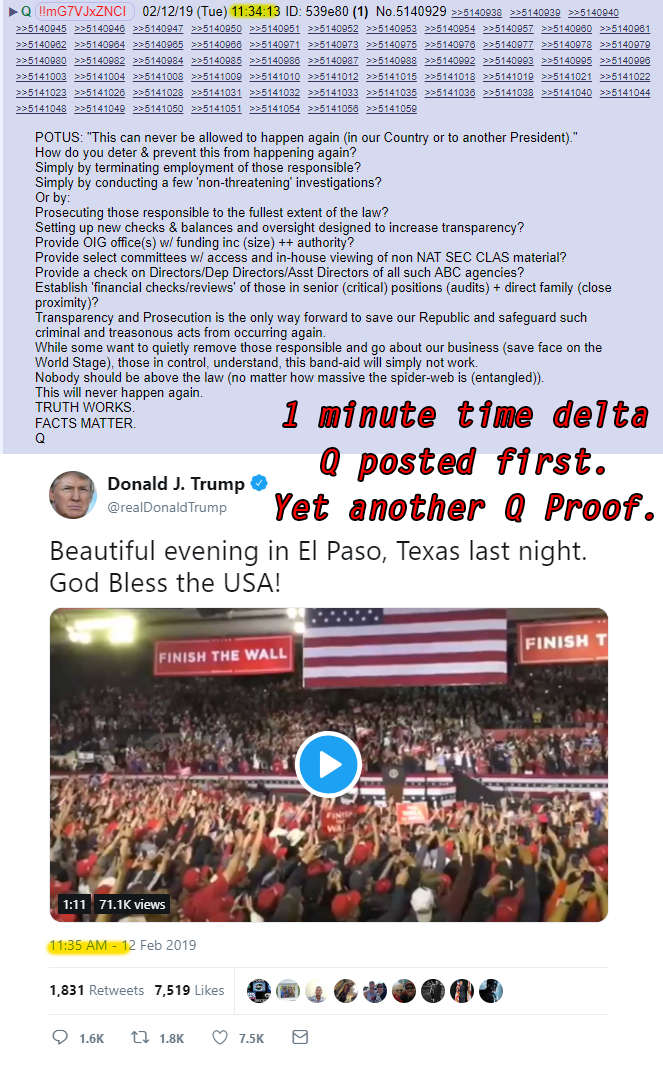 ▶ Q !!mG7VJxZNCI 02/12/19 (Tue) 11:34:13 ID: 539e80 (1) No.5140929 >>5140938 >>5140939 >>5140940
>>5140945 >>5140946 >>5140947 >>5140950 >>5140951 >>5140952 >>5140953 >>5140954 >>5140957 >>5140960 >>5140961
>>5140962 >>5140964 >>5140965 >>5140966 >>5140971 >>5140973 >>5140975 >>5140976 >>5140977 >>5140978 >>5140979
>>5140980 >>5140982 >>5140984 >>5140985 >>5140986 >>5140987 >>5140988 >>5140992 >>5140993 >>5140995 >>5140996
>>5141003 >>5141004 >>5141008 >>5141009 >>5141010 >>5141012 >>5141015 >>5141018 >>5141019 >>5141021 >>5141022
>>5141023 >>5141026 >>5141028 >>5141031 >>5141032 >>5141033 >>5141035 >>5141036 >>5141038 >>5141040 >>5141044
>>5141048 >>5141049 >>5141050 >>5141051 >>5141054 >>5141056 >>5141059
POTUS: "This can never be allowed to happen again (in our Country or to another President)."
How do you deter & prevent this from happening again?
Simply by terminating employment of those responsible?
Simply by conducting a few 'non-threatening' investigations?
Or by:
Prosecuting those responsible to the fullest extent of the law?
Setting up new checks & balances and oversight designed to increase transparency?
Provide OIG office(s) w/ funding inc (size) ++ authority?
Provide select committees w/ access and in-house viewing of non NAT SEC CLAS material?
Provide a check on Directors/Dep Directors/Asst Directors of all such ABC agencies?
Establish 'financial checks/reviews' of those in senior (critical) positions (audits) + direct family (close
proximity)?
Transparency and Prosecution is the only way forward to save our Republic and safeguard such
criminal and treasonous acts from occurring again.
While some want to quietly remove those responsible and go about our business (save face on the
World Stage), those in control, understand, this band-aid will simply not work.
Nobody should be above the law (no matter how massive the spider-web is (entangled)).
This will never happen again.
TRUTH WORKS.
FACTS MATTER.
Q
1 minute time delta
Q posted first.
Yet another Q Proof.
Donald J. Trump
@realDonaldTrump
Beautiful evening in El Paso, Texas last night.
God Bless the USA!
FINISH THE WALL
FINISH T
FINISH
1:11 71.1K views
11:35 AM - 12 Feb 2019
1,831 Retweets 7,519 Likes
1.6K 1.8K 7.5K